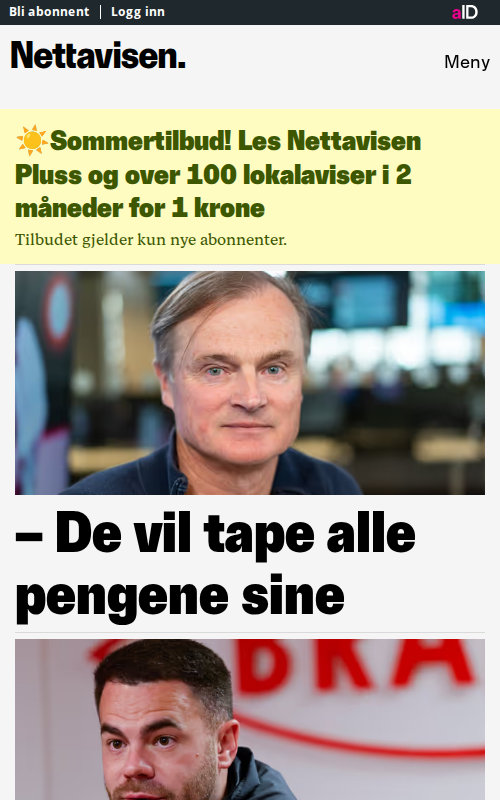 Bli abonnent
Logg inn
aID
Nettavisen.
Meny
Sommertilbud! Les Nettavisen
Pluss og over 100 lokalaviser i 2
måneder for 1 krone
Tilbudet gjelder kun nye abonnenter.
– De vil tape alle
pengene sine
BRA